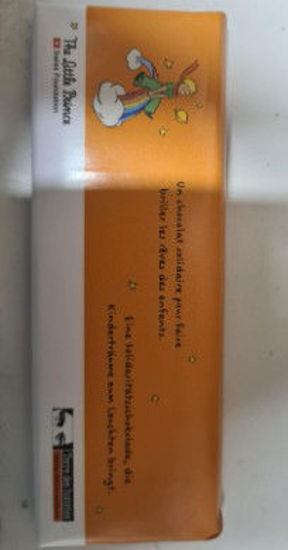 The Little Prince
Swiss Foundation
Un chocolat solidaire pour faire
briller les rêves des enfants.
Eine Solidaritätsschokolade, die
Kinderträume zum Leuchten bringt.